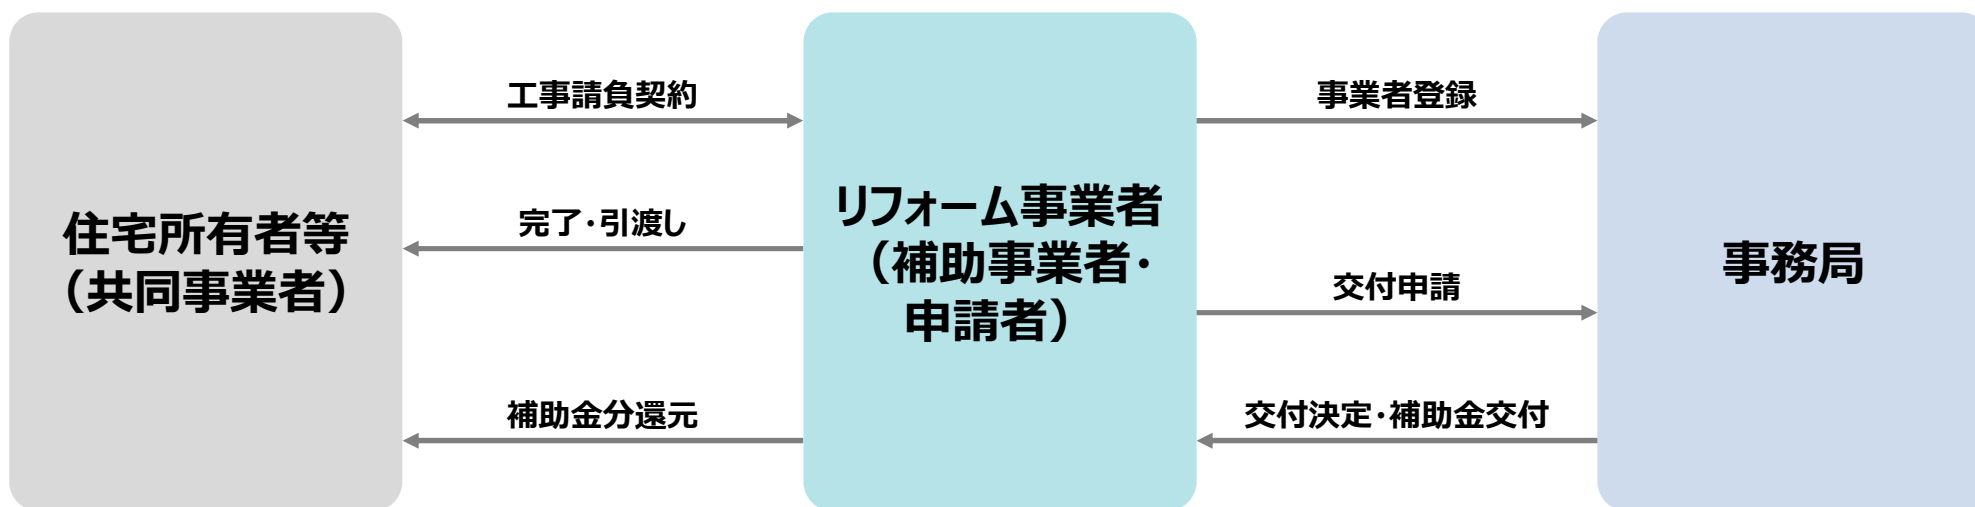 住宅所有者等
（共同事業者）
工事請負契約
完了・引渡し
補助金分還元
リフォーム事業者
（補助事業者・
申請者）
事業者登録
交付申請
交付決定・補助金交付
事務局